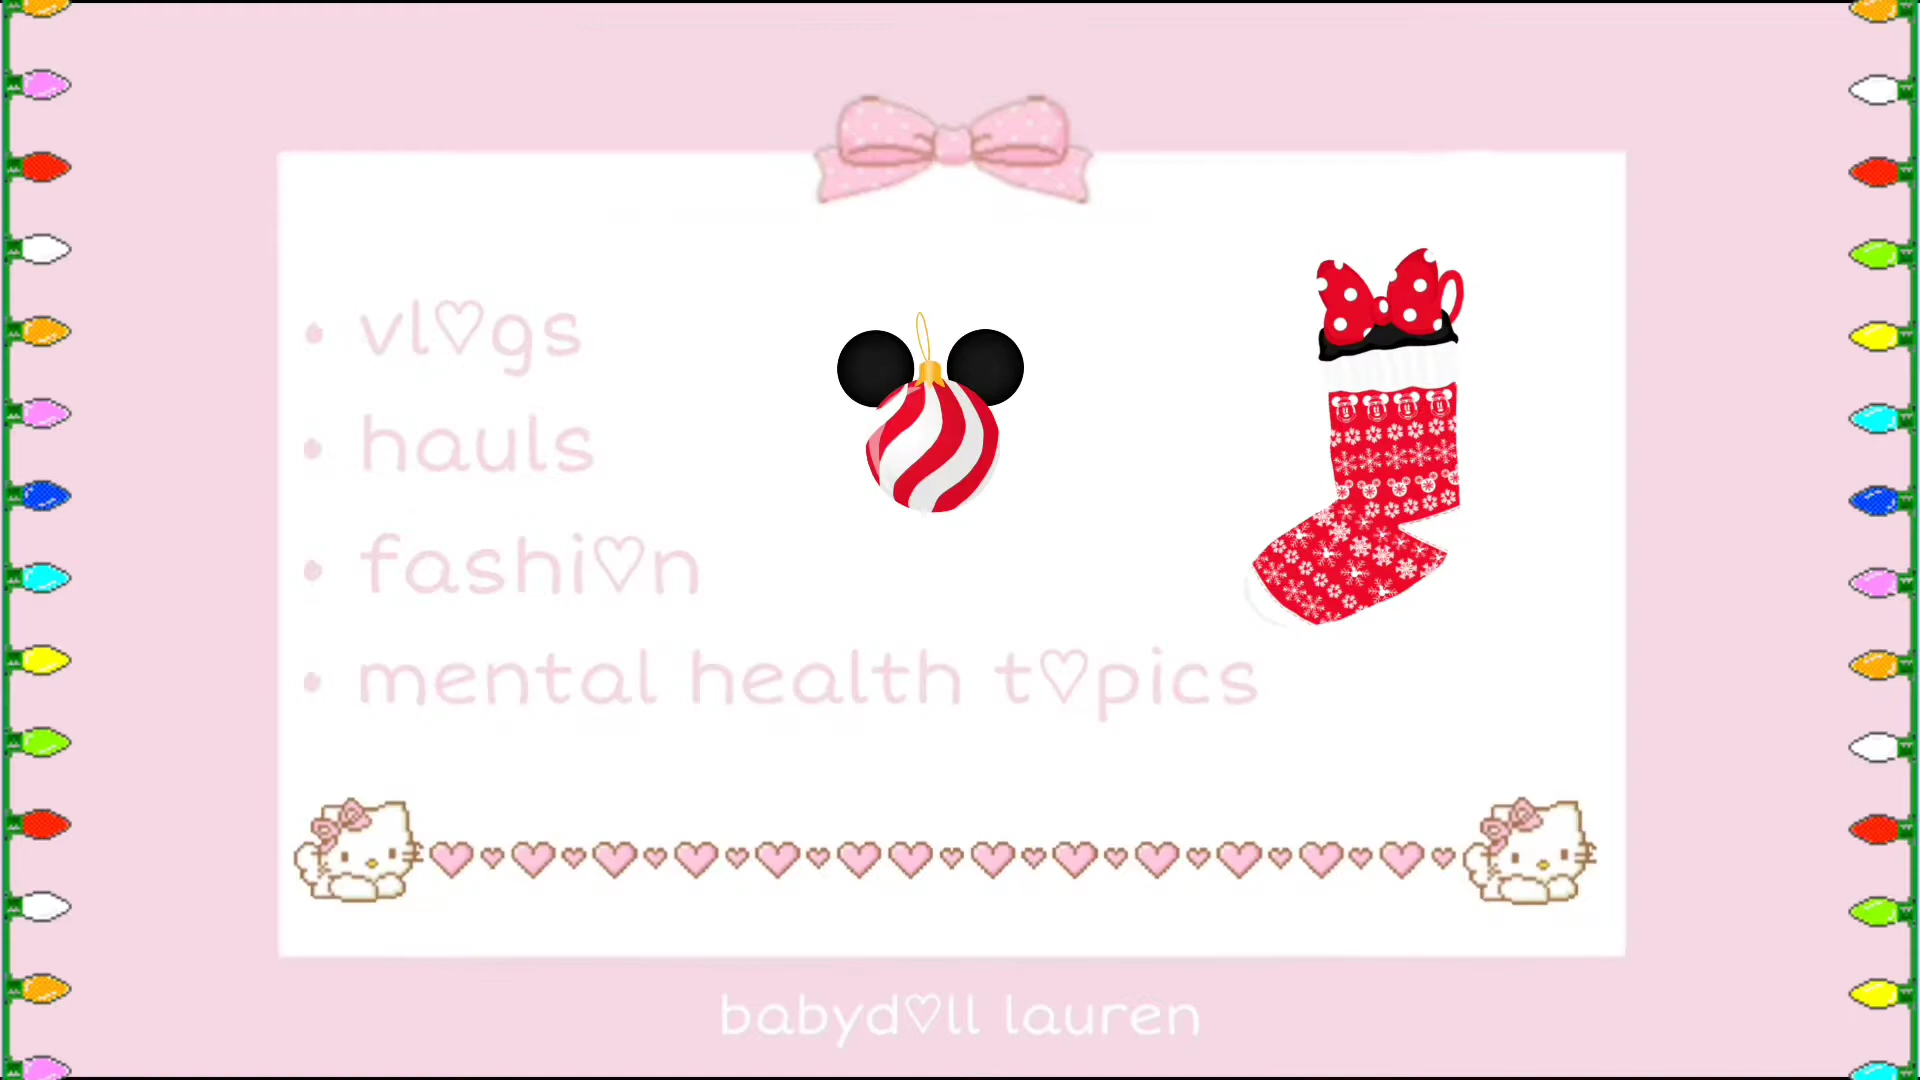 • vl♡gs
• hauls
• fashi♡n
• mental health t♡pics
babyd♡ll lauren